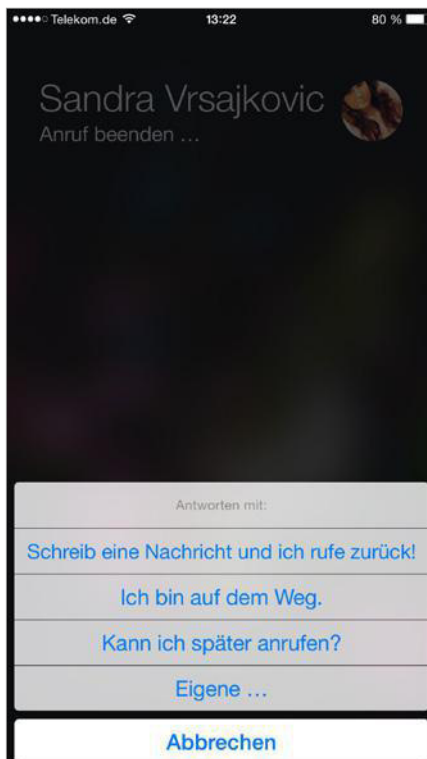 Telekom.de 13:22 80 %
Sandra Vrsajkovic
Anruf beenden ...
Antworten mit:
Schreib eine Nachricht und ich rufe zurück!
Ich bin auf dem Weg.
Kann ich später anrufen?
Eigene ...
Abbrechen